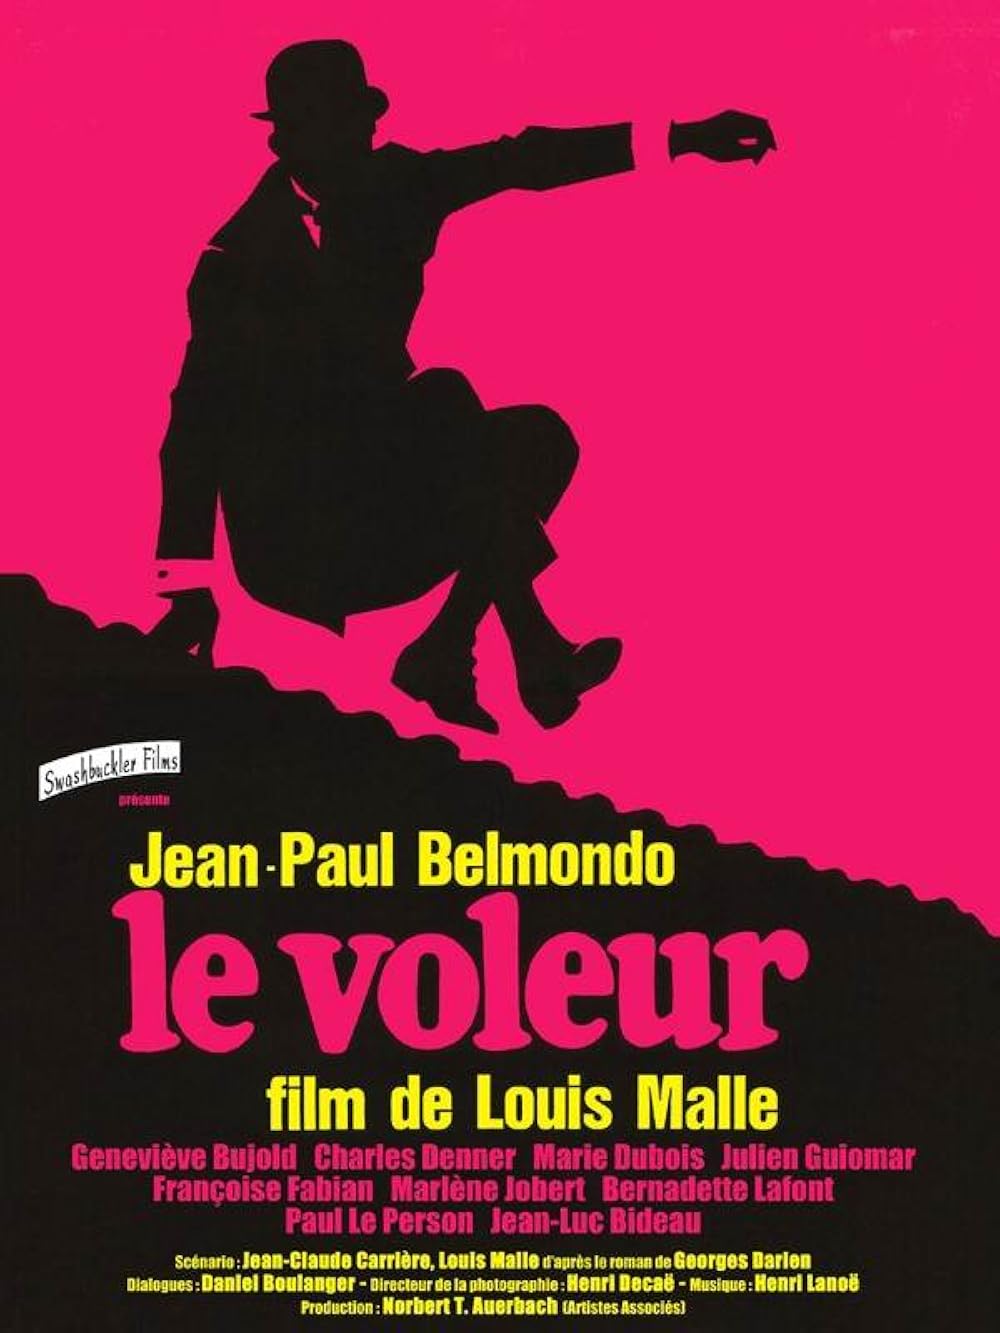 Swashbuckler Films
présente
Jean-Paul Belmondo
le voleur
film de Louis Malle
Geneviève Bujold Charles Denner Marie Dubois Julien Guiomar
Françoise Fabian Marlène Jobert Bernadette Lafont
Paul Le Person Jean-Luc Bideau
Scénario : Jean-Claude Carrière, Louis Malle d'après le roman de Georges Darien
Dialogues : Daniel Boulanger - Directeur de la photographie : Henri Decaë - Musique : Henri Lanoë
Production : Norbert T. Auerbach (Artistes Associés)